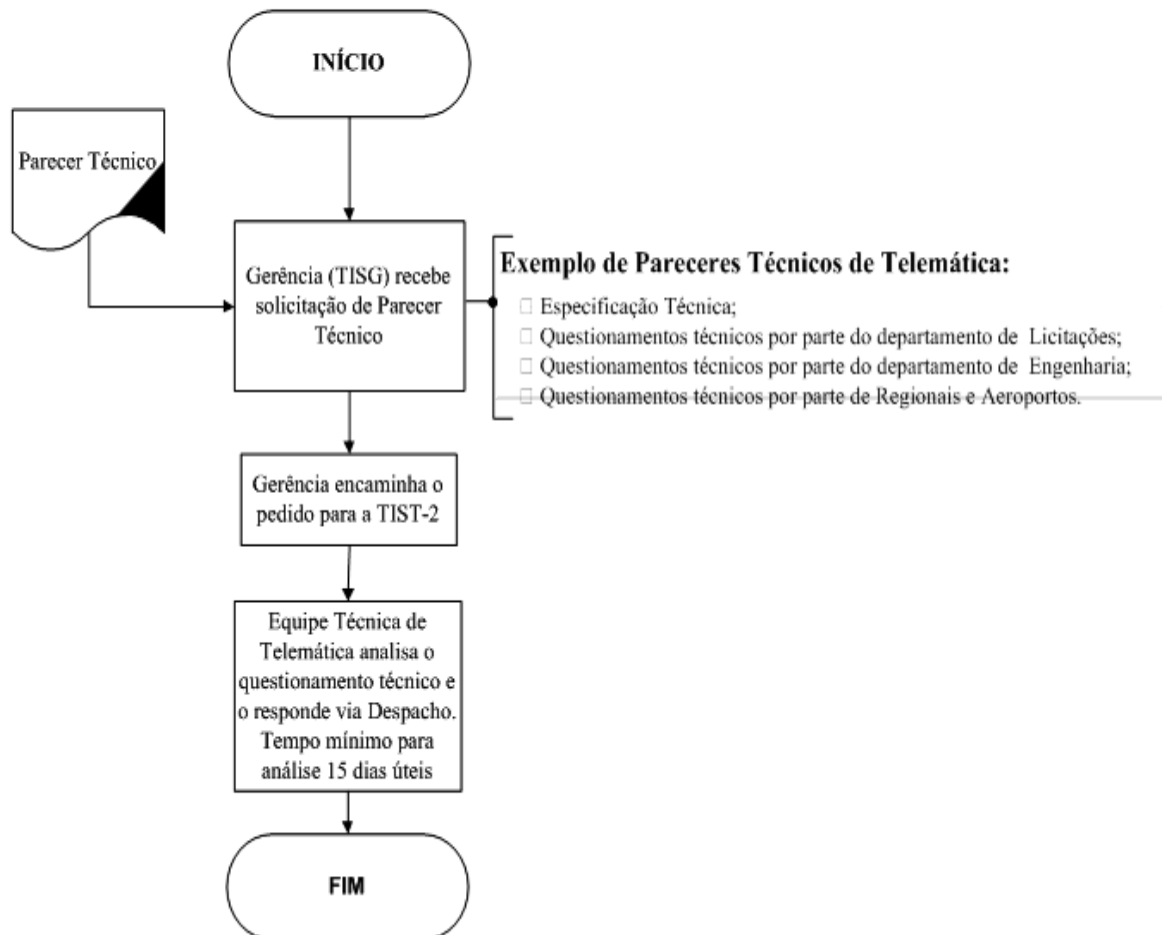 INÍCIO
Parecer Técnico
Gerência (TISG) recebe
solicitação de Parecer
Técnico
Exemplo de Pareceres Técnicos de Telemática:
Especificação Técnica;
Questionamentos técnicos por parte do departamento de Licitações;
Questionamentos técnicos por parte do departamento de Engenharia;
Questionamentos técnicos por parte de Regionais e Aeroportos.
Gerência encaminha o
pedido para a TIST-2
Equipe Técnica de
Telemática analisa o
questionamento técnico e
o responde via Despacho.
Tempo mínimo para
análise 15 dias úteis
FIM